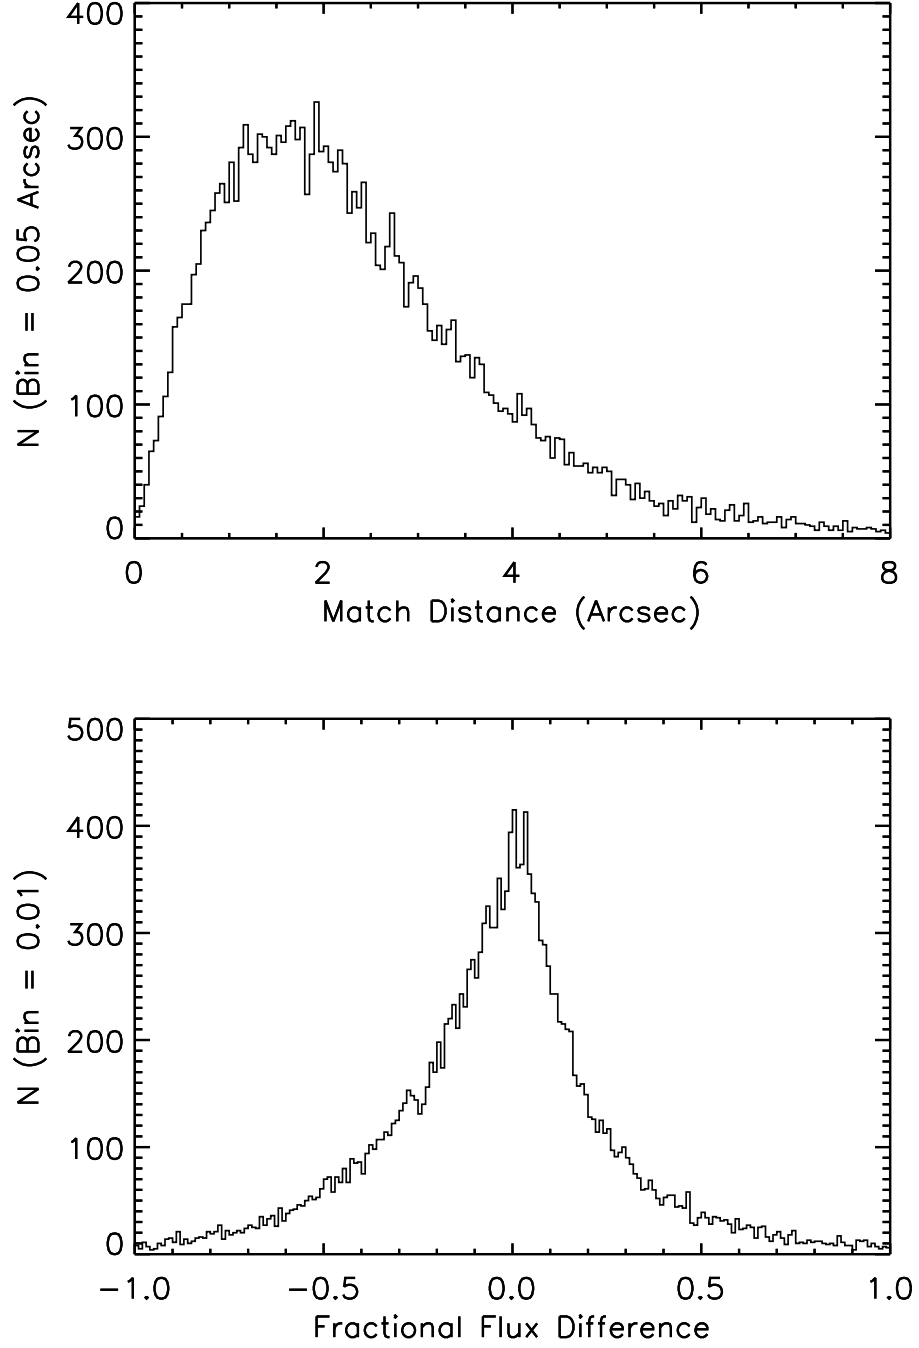 400
300
200
100
0
N (Bin = 0.05 Arcsec)
0 2 4 6 8
Match Distance (Arcsec)
500
400
300
200
100
0
N (Bin = 0.01)
−1.0 −0.5 0.0 0.5 1.0
Fractional Flux Difference